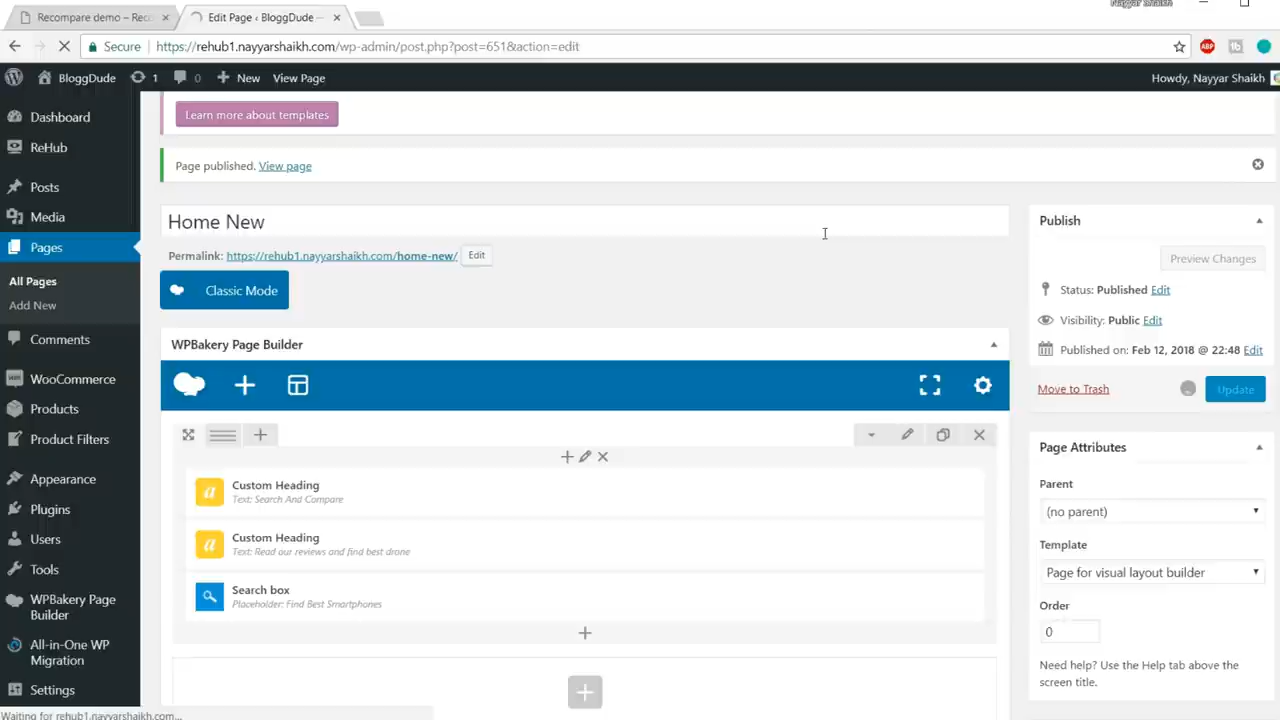 Nayyar Shaikh
Recompare demo – Reco
Edit Page ‹ BloggDude —
Secure
https://rehub1.nayyarshaikh.com/wp-admin/post.php?post=651&action=edit
ABP
BloggDude
1
0
New
View Page
Howdy, Nayyar Shaikh
Dashboard
ReHub
Posts
Media
Pages
All Pages
Add New
Comments
WooCommerce
Products
Product Filters
Appearance
Plugins
Users
Tools
WPBakery Page
Builder
All-in-One WP
Migration
Settings
Learn more about templates
Page published. View page
Home New
Permalink: https://rehub1.nayyarshaikh.com/home-new/ Edit
Classic Mode
WPBakery Page Builder
Custom Heading
Text: Search And Compare
Custom Heading
Text: Read our reviews and find best drone
Search box
Placeholder: Find Best Smartphones
Publish
Preview Changes
Status: Published Edit
Visibility: Public Edit
Published on: Feb 12, 2018 @ 22:48 Edit
Move to Trash
Update
Page Attributes
Parent
(no parent)
Template
Page for visual layout builder
Order
0
Need help? Use the Help tab above the
screen title.
Waiting for rehub1.nayyarshaikh.com...